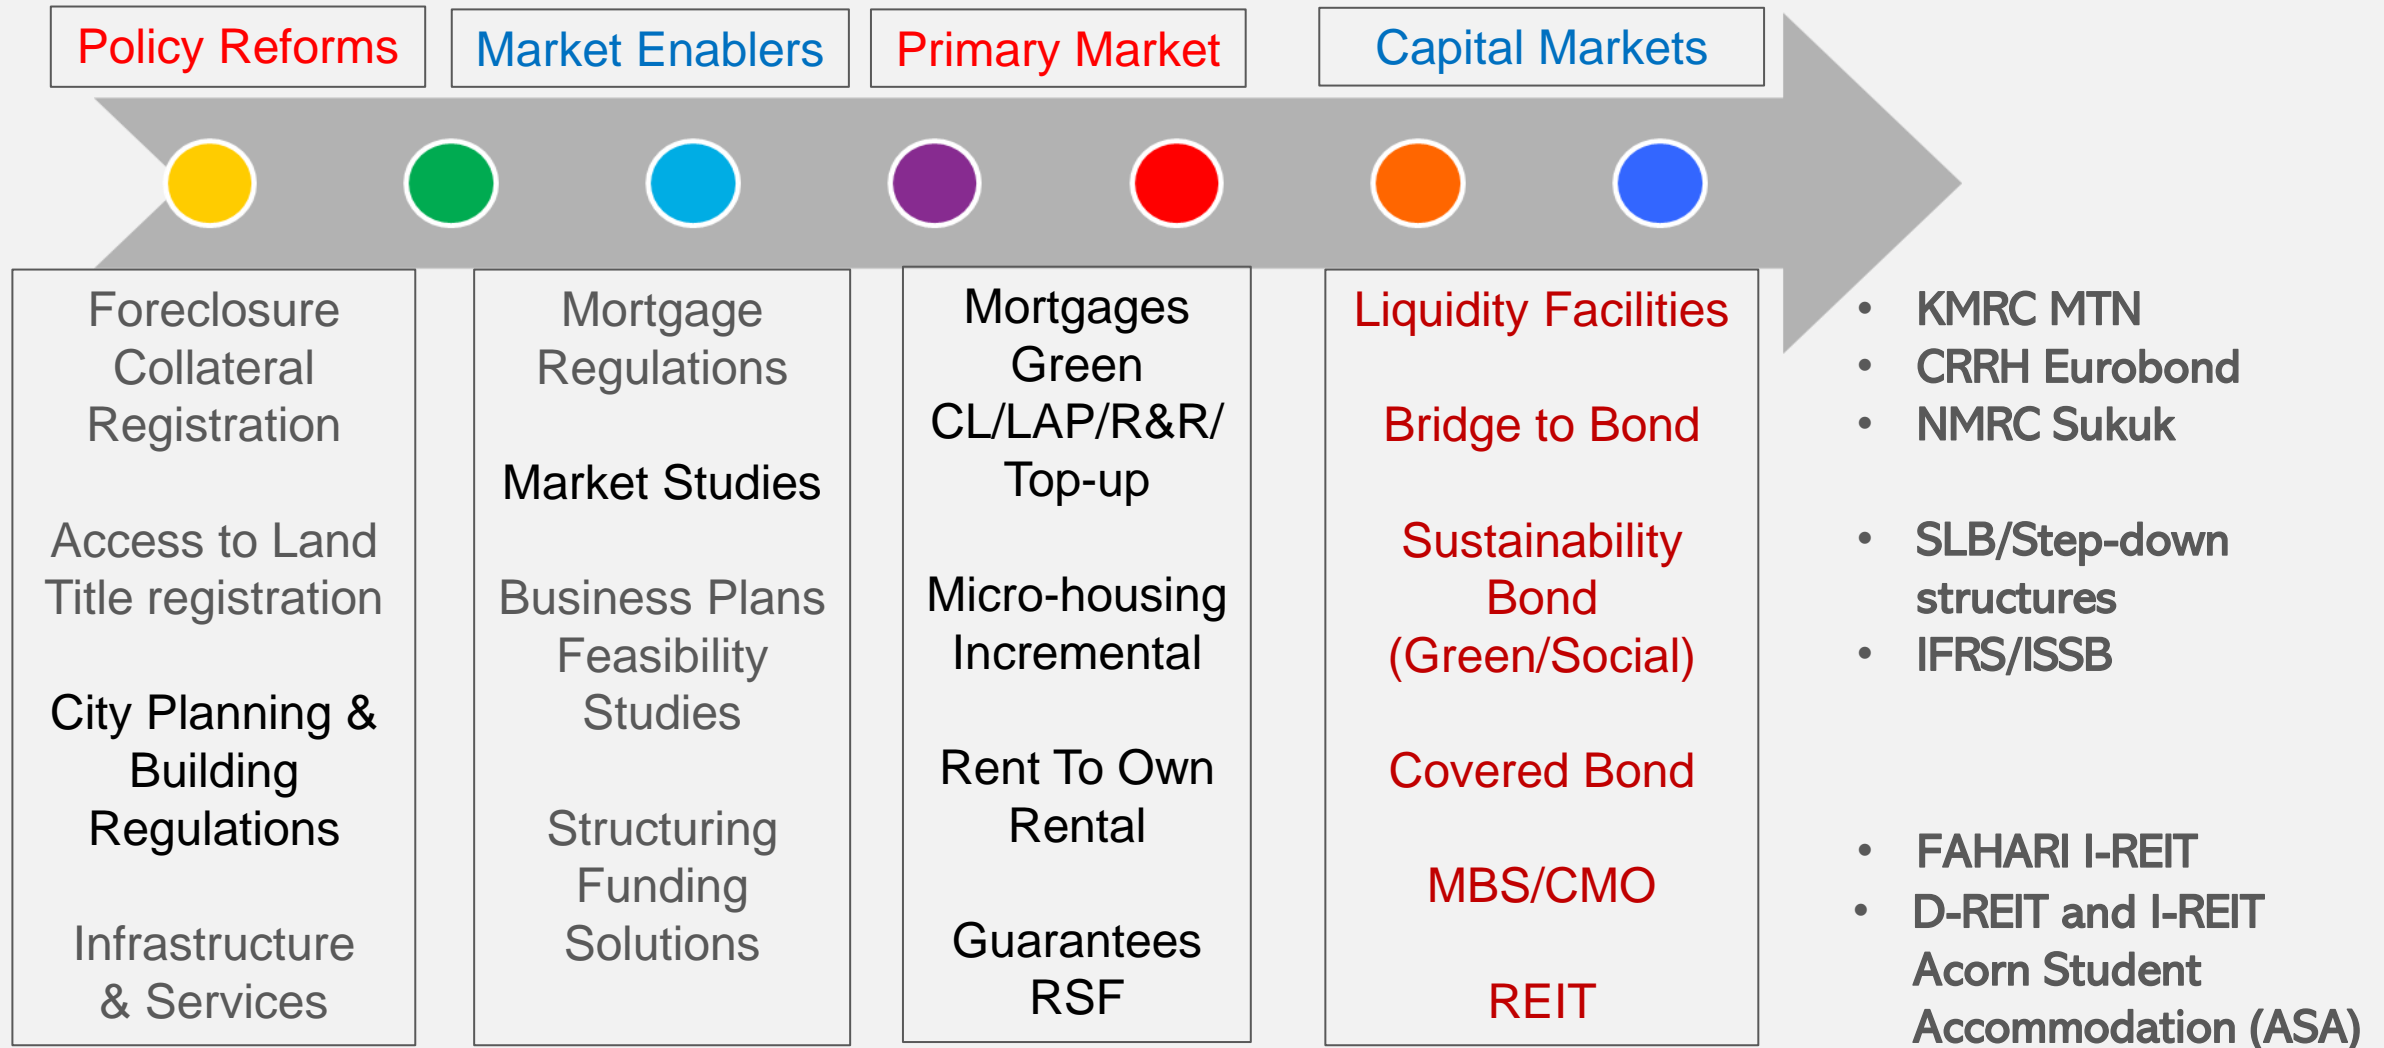 Policy Reforms
Market Enablers
Primary Market
Capital Markets
Foreclosure
Collateral
Registration
Access to Land
Title registration
City Planning &
Building
Regulations
Infrastructure
& Services
Mortgage
Regulations
Market Studies
Business Plans
Feasibility
Studies
Structuring
Funding
Solutions
Mortgages
Green
CL/LAP/R&R/
Top-up
Micro-housing
Incremental
Rent To Own
Rental
Guarantees
RSF
Liquidity Facilities
Bridge to Bond
Sustainability
Bond
(Green/Social)
Covered Bond
MBS/CMO
REIT
• KMRC MTN
• CRRH Eurobond
• NMRC Sukuk
• SLB/Step-down
structures
• IFRS/ISSB
• FAHARI I-REIT
• D-REIT and I-REIT
Acorn Student
Accommodation (ASA)